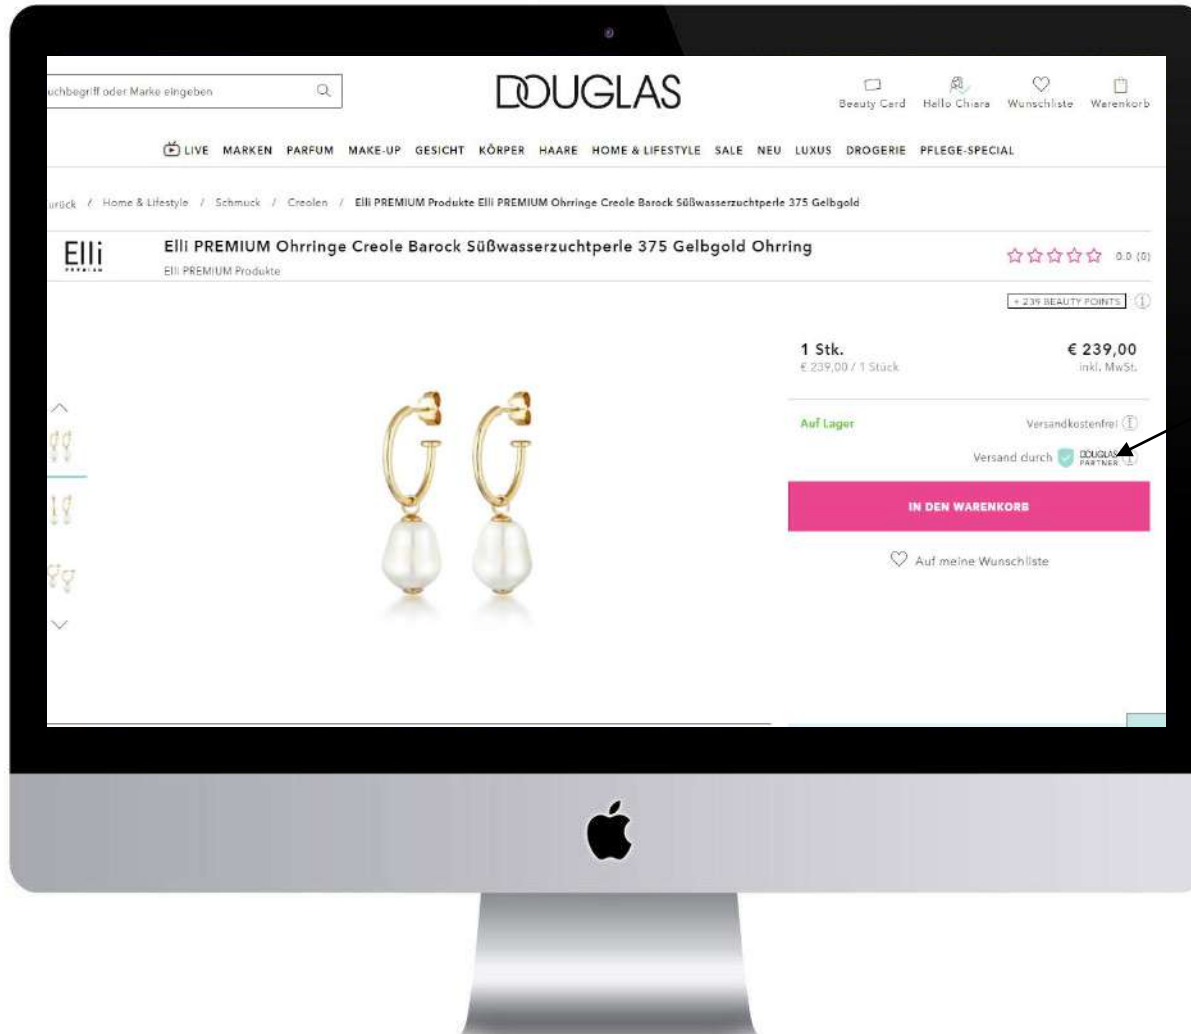 uchbegriff oder Marke eingeben
DOUGLAS
Beauty Card Hallo Chiara Wunschliste Warenkorb
LIVE MARKEN PARFUM MAKE-UP GESICHT KÖRPER HAARE HOME & LIFESTYLE SALE NEU LUXUS DROGERIE PFLEGE-SPECIAL
urück / Home & Lifestyle / Schmuck / Creolen / Elli PREMIUM Produkte Elli PREMIUM Ohrringe Creole Barock Süßwasserzuchtperle 375 Gelbgold
Elli
PREMIUM
Elli PREMIUM Ohrringe Creole Barock Süßwasserzuchtperle 375 Gelbgold Ohrring
Elli PREMIUM Produkte
0.0 (0)
+ 239 BEAUTY POINTS
1 Stk. € 239,00
€ 239,00 / 1 Stück inkl. MwSt.
Auf Lager Versandkostenfrei
Versand durch DOUGLAS PARTNER
IN DEN WARENKORB
Auf meine Wunschliste